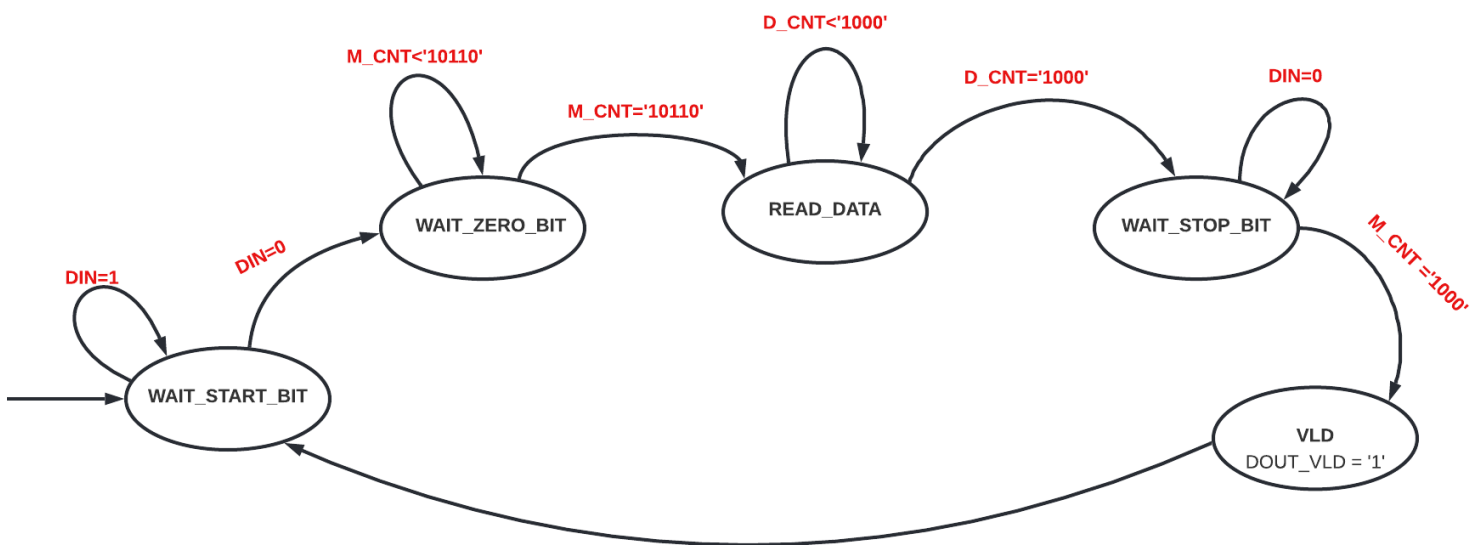 D_CNT<'1000'
M_CNT<'10110'
D_CNT='1000'
DIN=0
M_CNT='10110'
READ_DATA
WAIT_ZERO_BIT
WAIT_STOP_BIT
DIN=0
M_CNT ='1000'
DIN=1
WAIT_START_BIT
VLD
DOUT_VLD = '1'